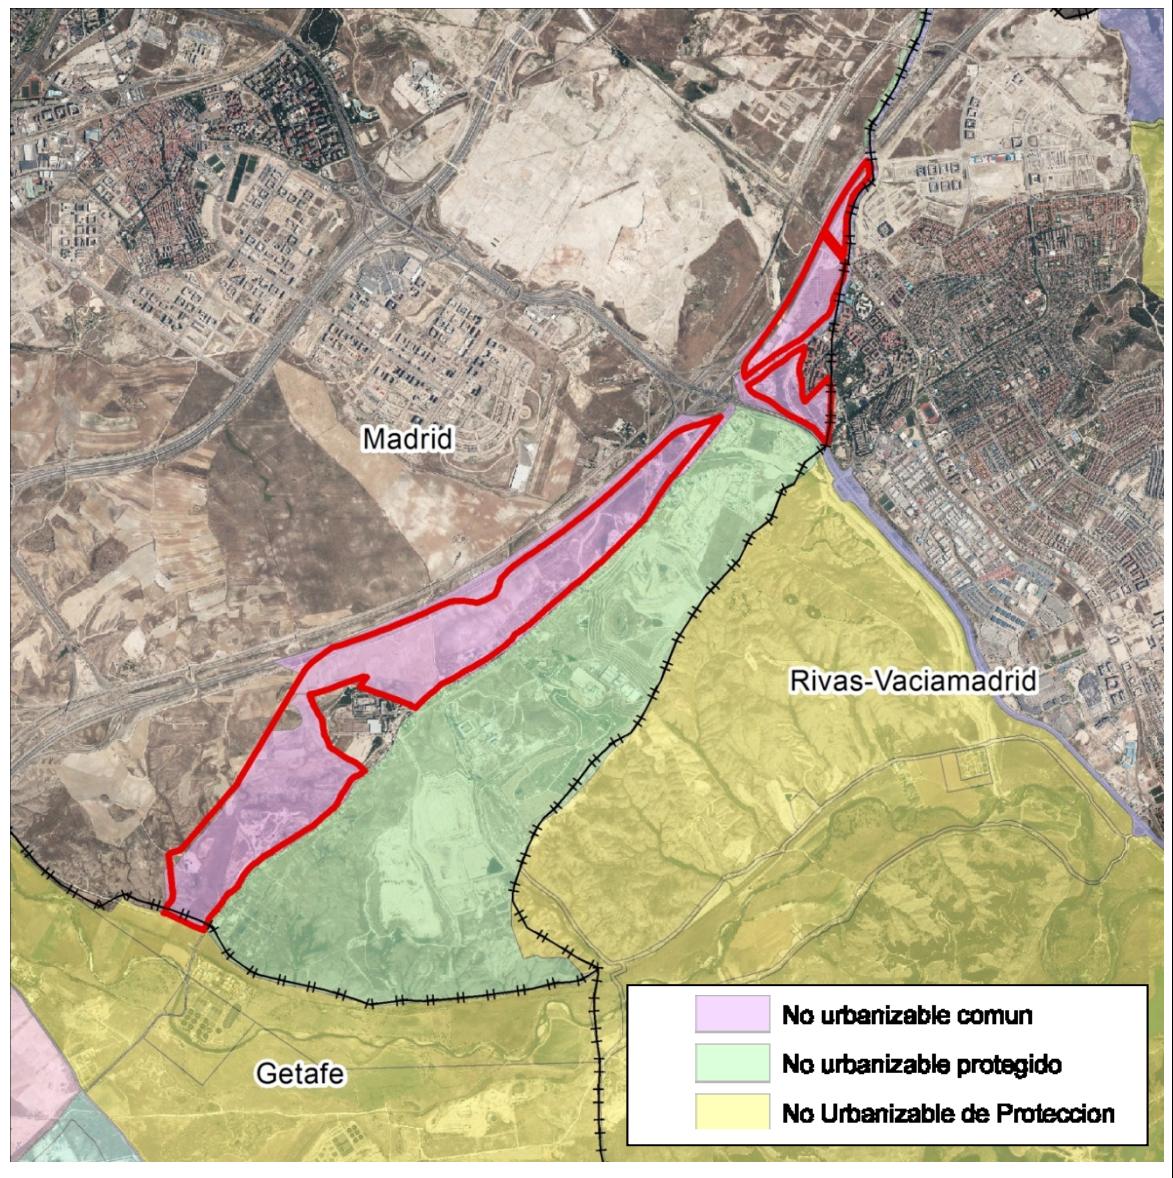 Madrid
Rivas-Vaciamadrid
Getafe
No urbanizable comun
No urbanizable protegido
No Urbanizable de Proteccion